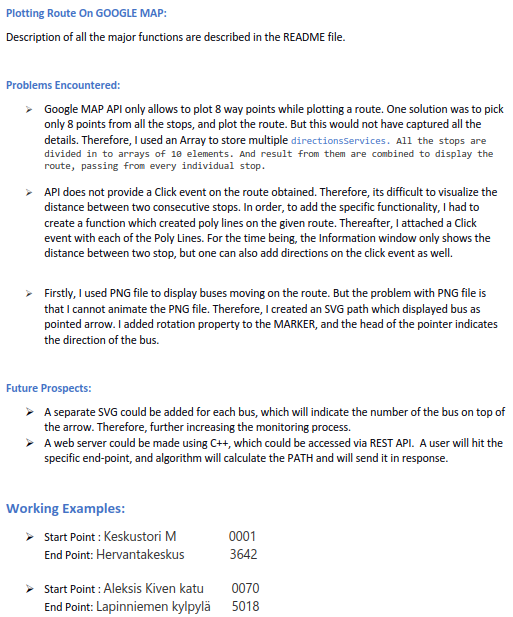 Plotting Route On GOOGLE MAP:
Description of all the major functions are described in the README file.
Problems Encountered:
➢ Google MAP API only allows to plot 8 way points while plotting a route. One solution was to pick
only 8 points from all the stops, and plot the route. But this would not have captured all the
details. Therefore, I used an Array to store multiple directionsServices. All the stops are
divided in to arrays of 10 elements. And result from them are combined to display the
route, passing from every individual stop.
➢ API does not provide a Click event on the route obtained. Therefore, its difficult to visualize the
distance between two consecutive stops. In order, to add the specific functionality, I had to
create a function which created poly lines on the given route. Thereafter, I attached a Click
event with each of the Poly Lines. For the time being, the Information window only shows the
distance between two stop, but one can also add directions on the click event as well.
➢ Firstly, I used PNG file to display buses moving on the route. But the problem with PNG file is
that I cannot animate the PNG file. Therefore, I created an SVG path which displayed bus as
pointed arrow. I added rotation property to the MARKER, and the head of the pointer indicates
the direction of the bus.
Future Prospects:
➢ A separate SVG could be added for each bus, which will indicate the number of the bus on top of
the arrow. Therefore, further increasing the monitoring process.
➢ A web server could be made using C++, which could be accessed via REST API. A user will hit the
specific end-point, and algorithm will calculate the PATH and will send it in response.
Working Examples:
➢ Start Point : Keskustori M 0001
End Point: Hervantakeskus 3642
➢ Start Point : Aleksis Kiven katu 0070
End Point: Lapinniemen kylpylä 5018